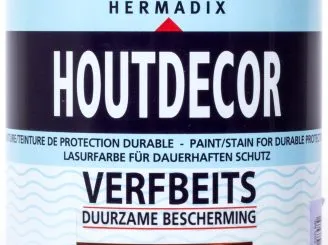 HERMADIX
HOUTDECOR
TEINTURE DE PROTECTION DURABLE - PAINT/STAIN FOR DURABLE
LASURFARBE FÜR DAUERHAFTEN SCHUTZ
VERFBEITS
DUURZAME BESCHERMING